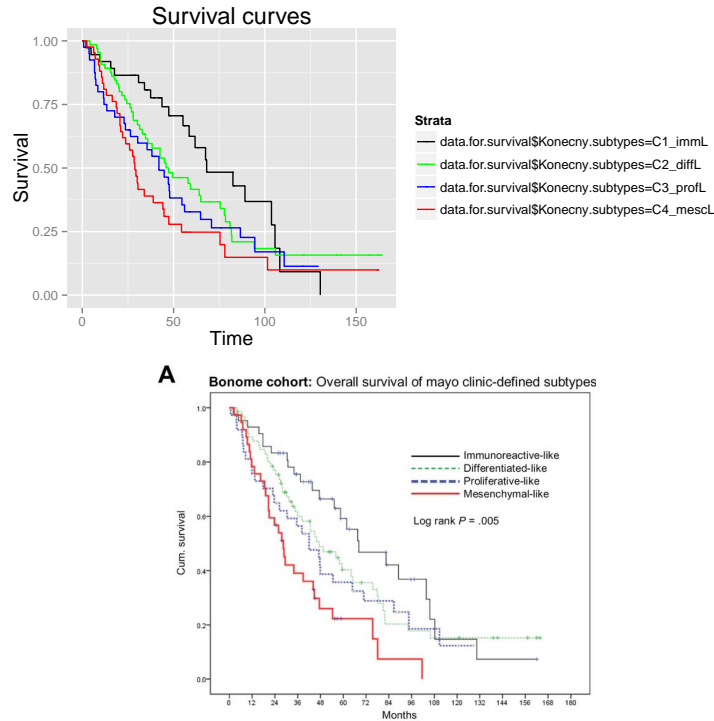 Survival curves
Survival
1.00
0.75
0.50
0.25
0.00
0
50
100
150
Time
Strata
data.for.survival$Konecny.subtypes=C1_immL
data.for.survival$Konecny.subtypes=C2_diffL
data.for.survival$Konecny.subtypes=C3_profL
data.for.survival$Konecny.subtypes=C4_mescL
A
Bonome cohort: Overall survival of mayo clinic-defined subtypes
Cum. survival
1.0
0.8
0.6
0.4
0.2
0.0
Immunoreactive-like
Differentiated-like
Proliferative-like
Mesenchymal-like
Log rank P = .005
0 12 24 36 48 60 72 84 96 108 120 132 144 156 168 180
Months